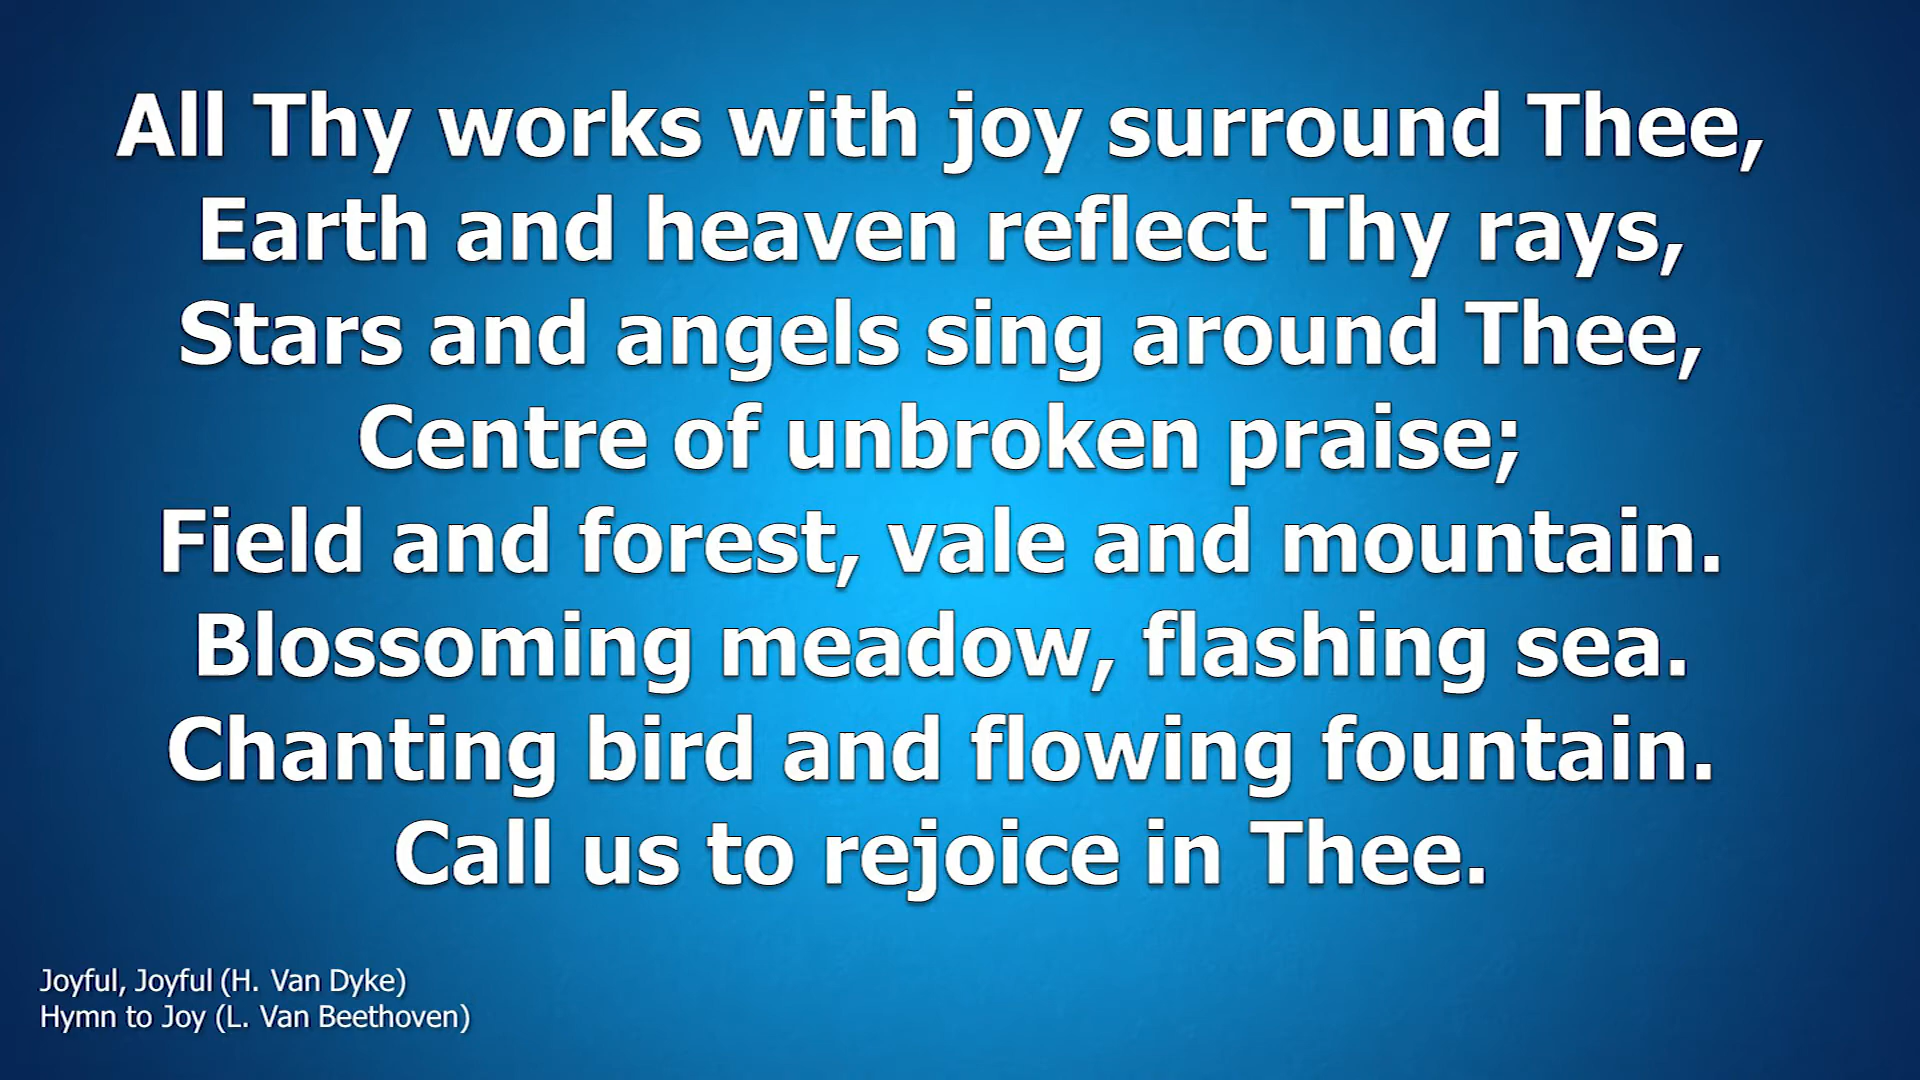 All Thy works with joy surround Thee,
Earth and heaven reflect Thy rays,
Stars and angels sing around Thee,
Centre of unbroken praise;
Field and forest, vale and mountain.
Blossoming meadow, flashing sea.
Chanting bird and flowing fountain.
Call us to rejoice in Thee.
Joyful, Joyful (H. Van Dyke)
Hymn to Joy (L. Van Beethoven)